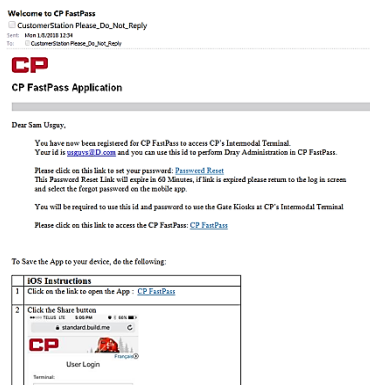 Welcome to CP FastPass
CustomerStation Please_Do_Not_Reply
Sent: Mon 1/8/2018 12:34
To: CustomerStation Please_Do_Not_Reply
CP
CP FastPass Application
Dear Sam Usguy,
You have now been registered for CP FastPass to access CP's Intermodal Terminal.
Your id is usguys@D.com and you can use this id to perform Dray Administration in CP FastPass.
Please click on this link to set your password: Password Reset
This Password Reset Link will expire in 60 Minutes, if link is expired please return to the log in screen
and select the forgot password on the mobile app.
You will be required to use this id and password to use the Gate Kiosks at CP's Intermodal Terminal
Please click on this link to access the CP FastPass: CP FastPass
To Save the App to your device, do the following:
iOS Instructions
1 Click on the link to open the App : CP FastPass
2 Click the Share button
TELUS LTE 5:05 PM
standard.build.me
CP
Français
User Login
Terminal: